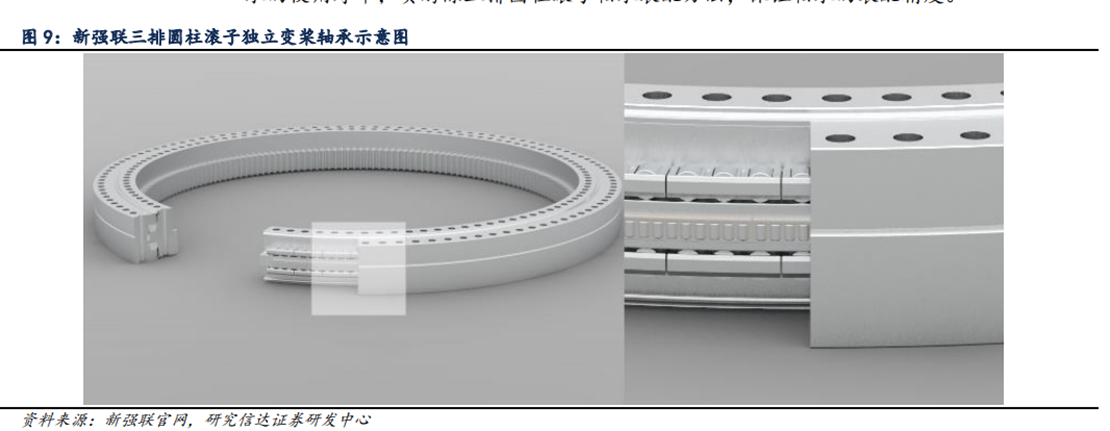 图 9：新强联三排圆柱滚子独立变桨轴承示意图
资料来源：新强联官网，研究信达证券研发中心